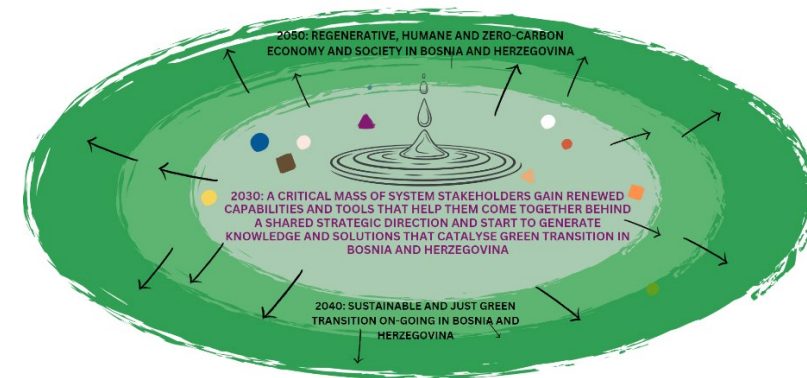 2050: REGENERATIVE, HUMANE AND ZERO-CARBON
ECONOMY AND SOCIETY IN BOSNIA AND HERZEGOVINA
2030: A CRITICAL MASS OF SYSTEM STAKEHOLDERS GAIN RENEWED
CAPABILITIES AND TOOLS THAT HELP THEM COME TOGETHER BEHIND
A SHARED STRATEGIC DIRECTION AND START TO GENERATE
KNOWLEDGE AND SOLUTIONS THAT CATALYSE GREEN TRANSITION IN
BOSNIA AND HERZEGOVINA
2040: SUSTAINABLE AND JUST GREEN
TRANSITION ON-GOING IN BOSNIA AND
HERZEGOVINA